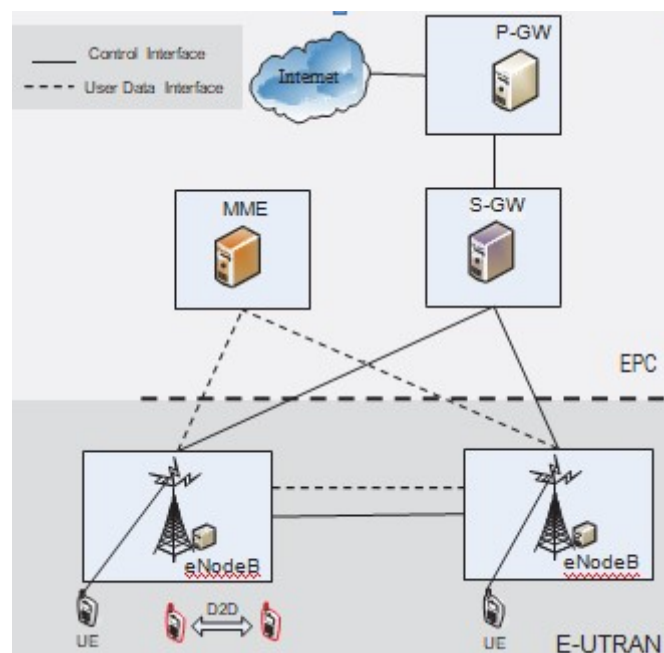 P-GW
Control Interface
Internet
User Data Interface
MME
S-GW
EPC
eNodeB
eNodeB
D2D
UE
UE
E-UTRAN